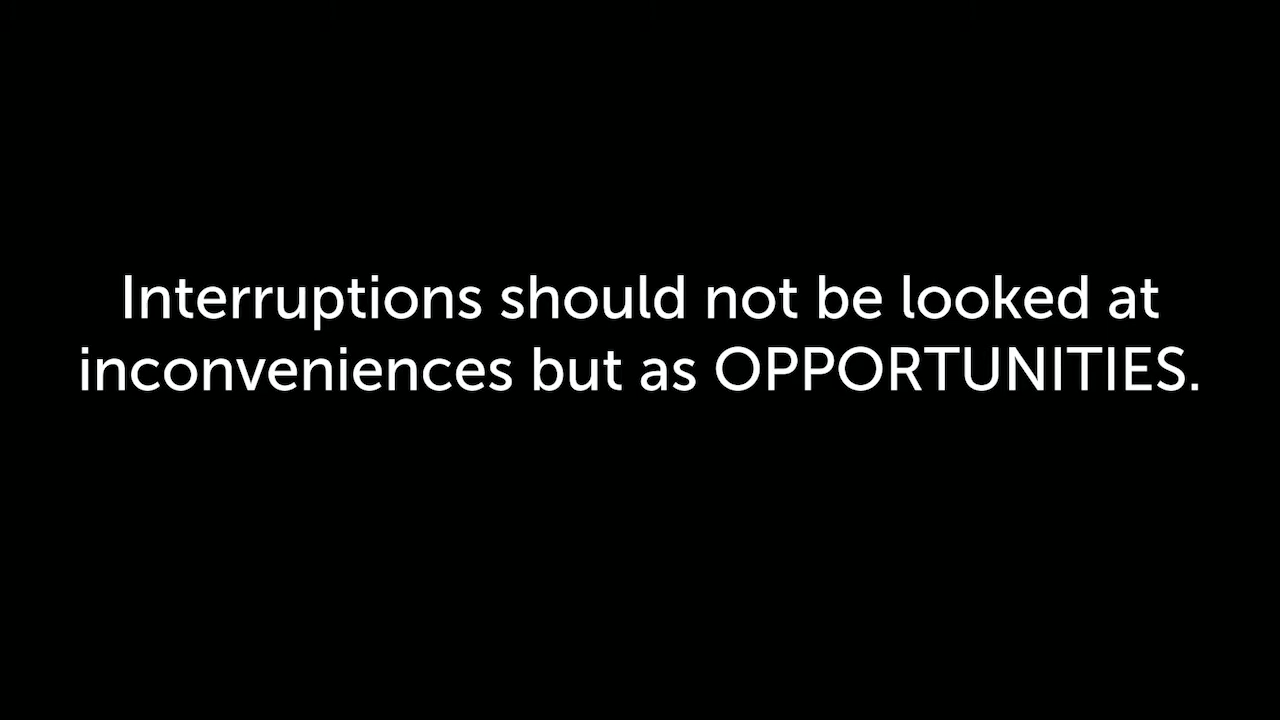 Interruptions should not be looked at
inconveniences but as OPPORTUNITIES.